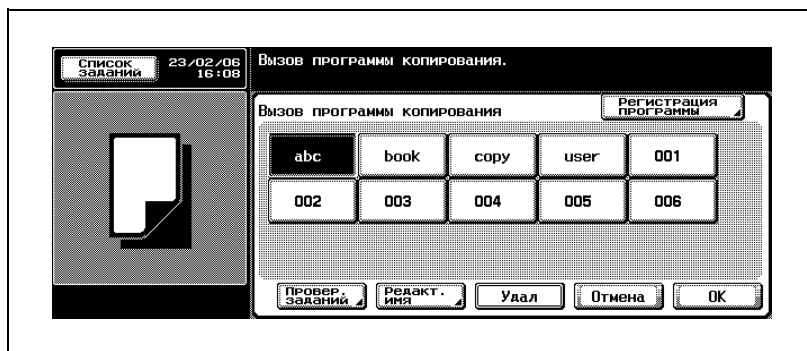 Список
заданий
23/02/06
16:08
Вызов программы копирования.
Вызов программы копирования
Регистрация
программы
abc
book
copy
user
001
002
003
004
005
006
Провер.
заданий
Редакт.
имя
Удал
Отмена
OK